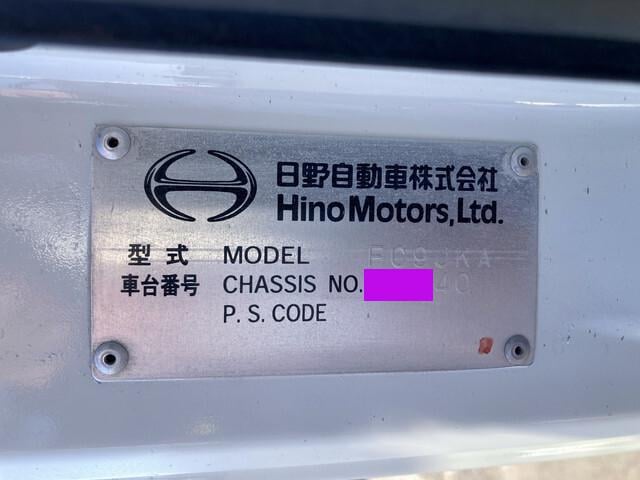 日野自動車株式会社
Hino Motors, Ltd.
型式 MODEL FC9JKA
車台番号 CHASSIS NO. 40
P. S. CODE